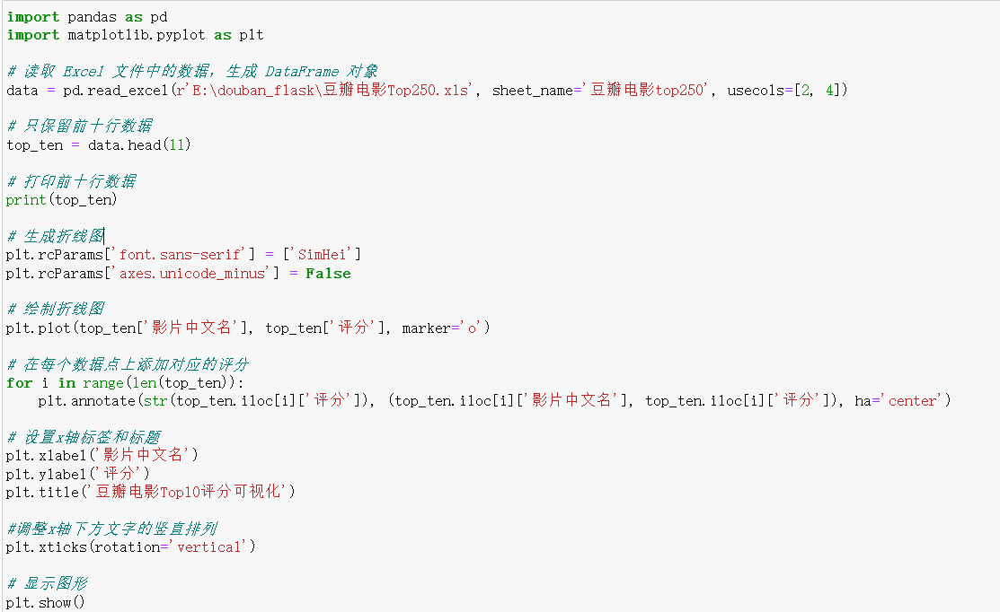 import pandas as pd
import matplotlib.pyplot as plt
# 读取 Excel 文件中的数据，生成 DataFrame 对象
data = pd.read_excel(r'E:\douban_flask\豆瓣电影Top250.xls', sheet_name='豆瓣电影top250', usecols=[2, 4])
# 只保留前十行数据
top_ten = data.head(11)
# 打印前十行数据
print(top_ten)
# 生成折线图
plt.rcParams['font.sans-serif'] = ['SimHei']
plt.rcParams['axes.unicode_minus'] = False
# 绘制折线图
plt.plot(top_ten['影片中文名'], top_ten['评分'], marker='o')
# 在每个数据点上添加对应的评分
for i in range(len(top_ten)):
    plt.annotate(str(top_ten.iloc[i]['评分']), (top_ten.iloc[i]['影片中文名'], top_ten.iloc[i]['评分']), ha='center')
# 设置x轴标签和标题
plt.xlabel('影片中文名')
plt.ylabel('评分')
plt.title('豆瓣电影Top10评分可视化')
#调整x轴下方文字的竖直排列
plt.xticks(rotation='vertical')
# 显示图形
plt.show()